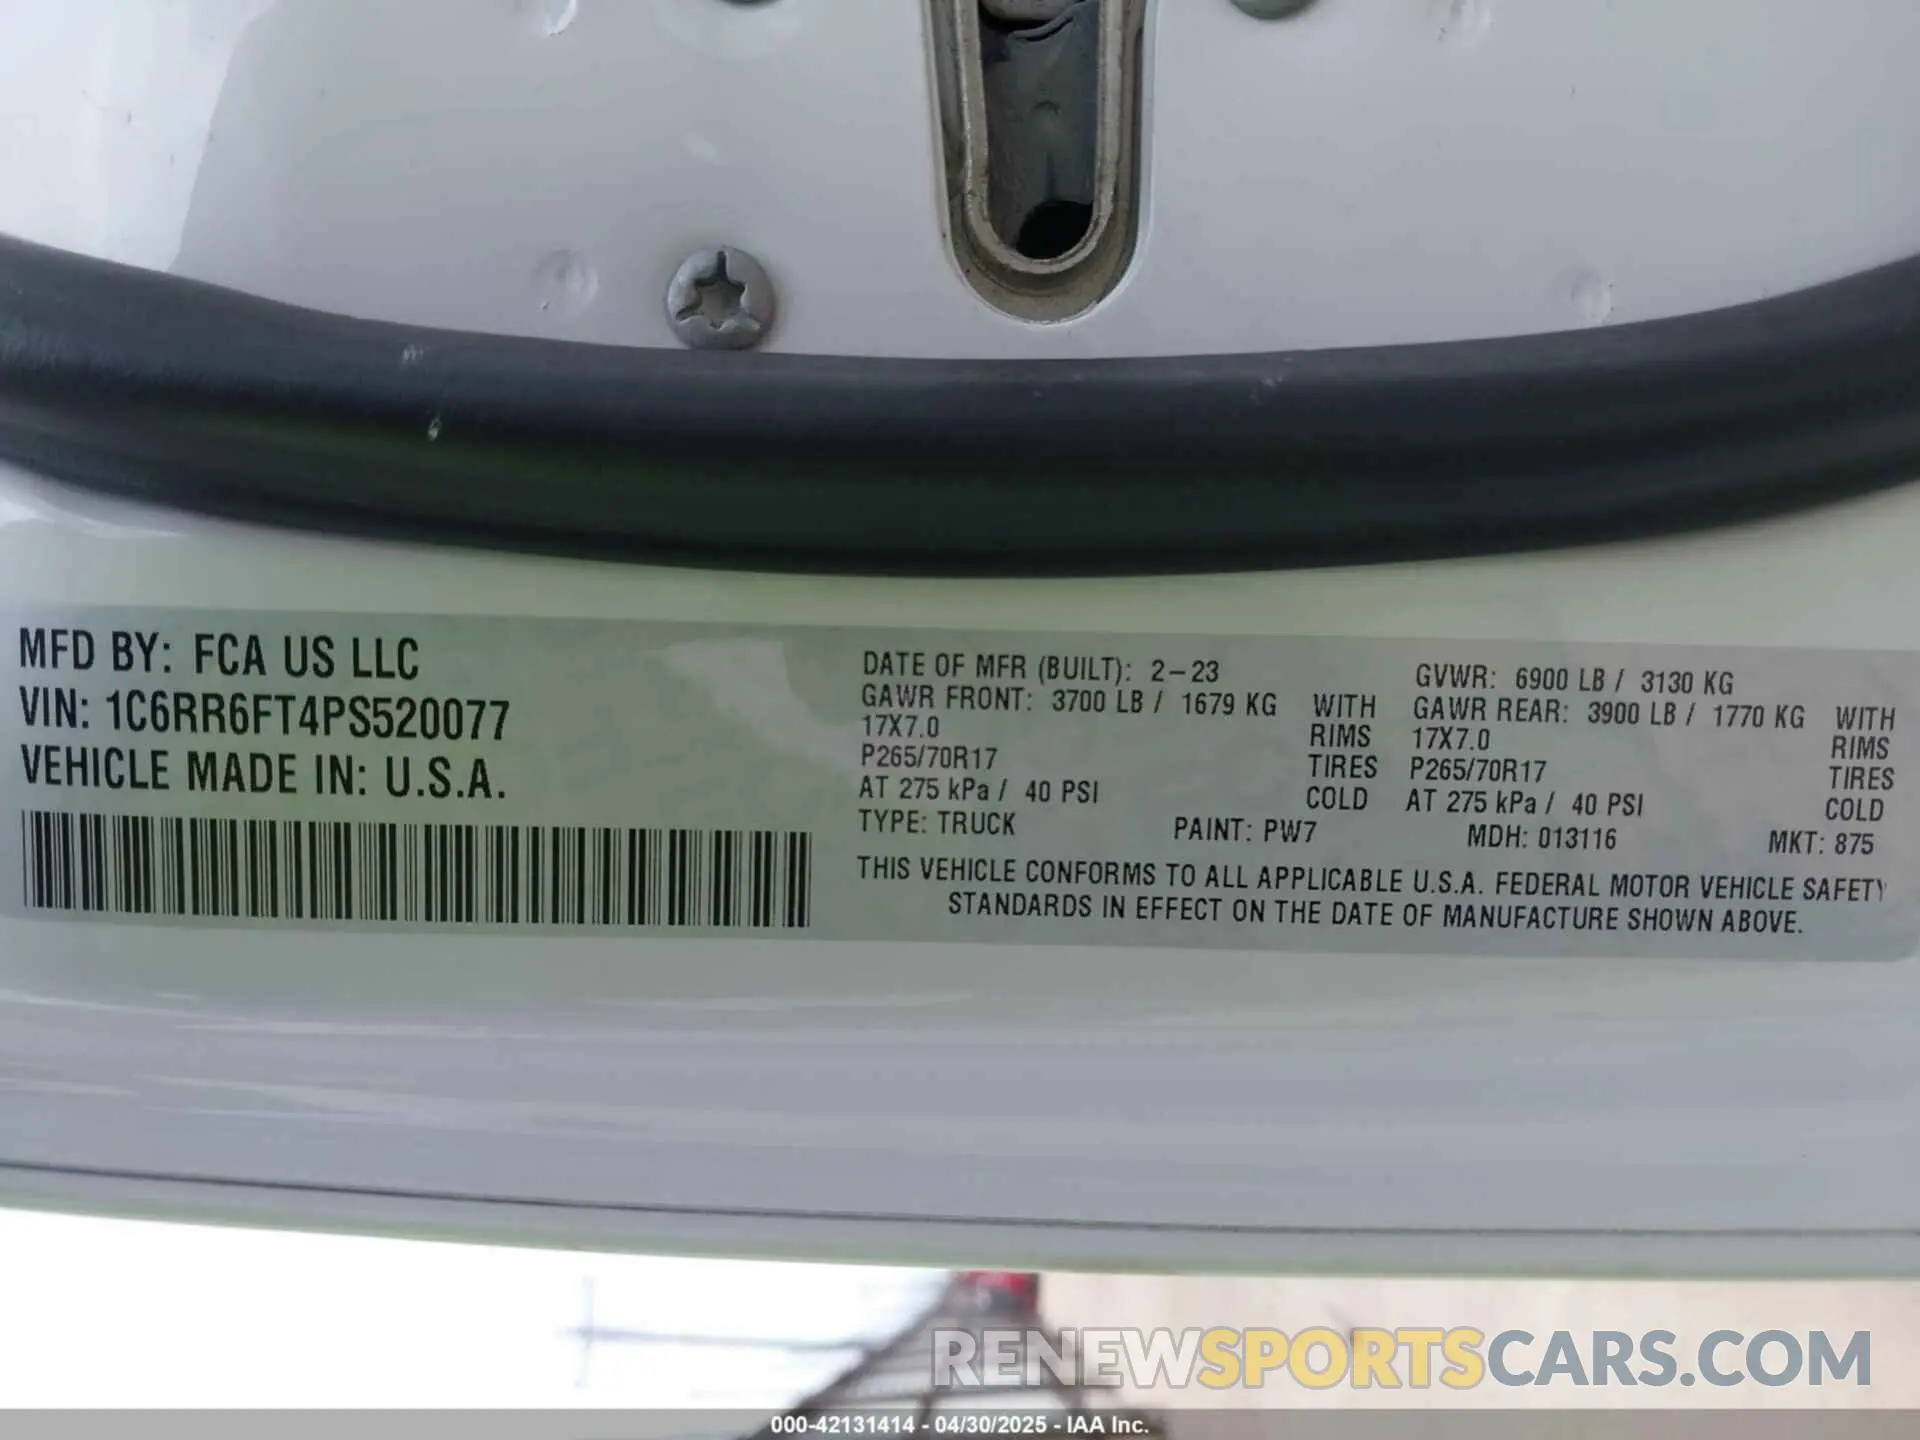 MFD BY: FCA US LLC
VIN: 1C6RR6FT4PS520077
VEHICLE MADE IN: U.S.A.
DATE OF MFR (BUILT): 2-23 GVWR: 6900 LB / 3130 KG
GAWR FRONT: 3700 LB / 1679 KG WITH GAWR REAR: 3900 LB / 1770 KG WITH
17X7.0 RIMS 17X7.0 RIMS
P265/70R17 TIRES P265/70R17 TIRES
AT 275 kPa / 40 PSI COLD AT 275 kPa / 40 PSI COLD
TYPE: TRUCK PAINT: PW7 MDH: 013116 MKT: 875
THIS VEHICLE CONFORMS TO ALL APPLICABLE U.S.A. FEDERAL MOTOR VEHICLE SAFETY
STANDARDS IN EFFECT ON THE DATE OF MANUFACTURE SHOWN ABOVE.
RENEWSPORTSCARS.COM
000-42131414 - 04/30/2025 - IAA Inc.